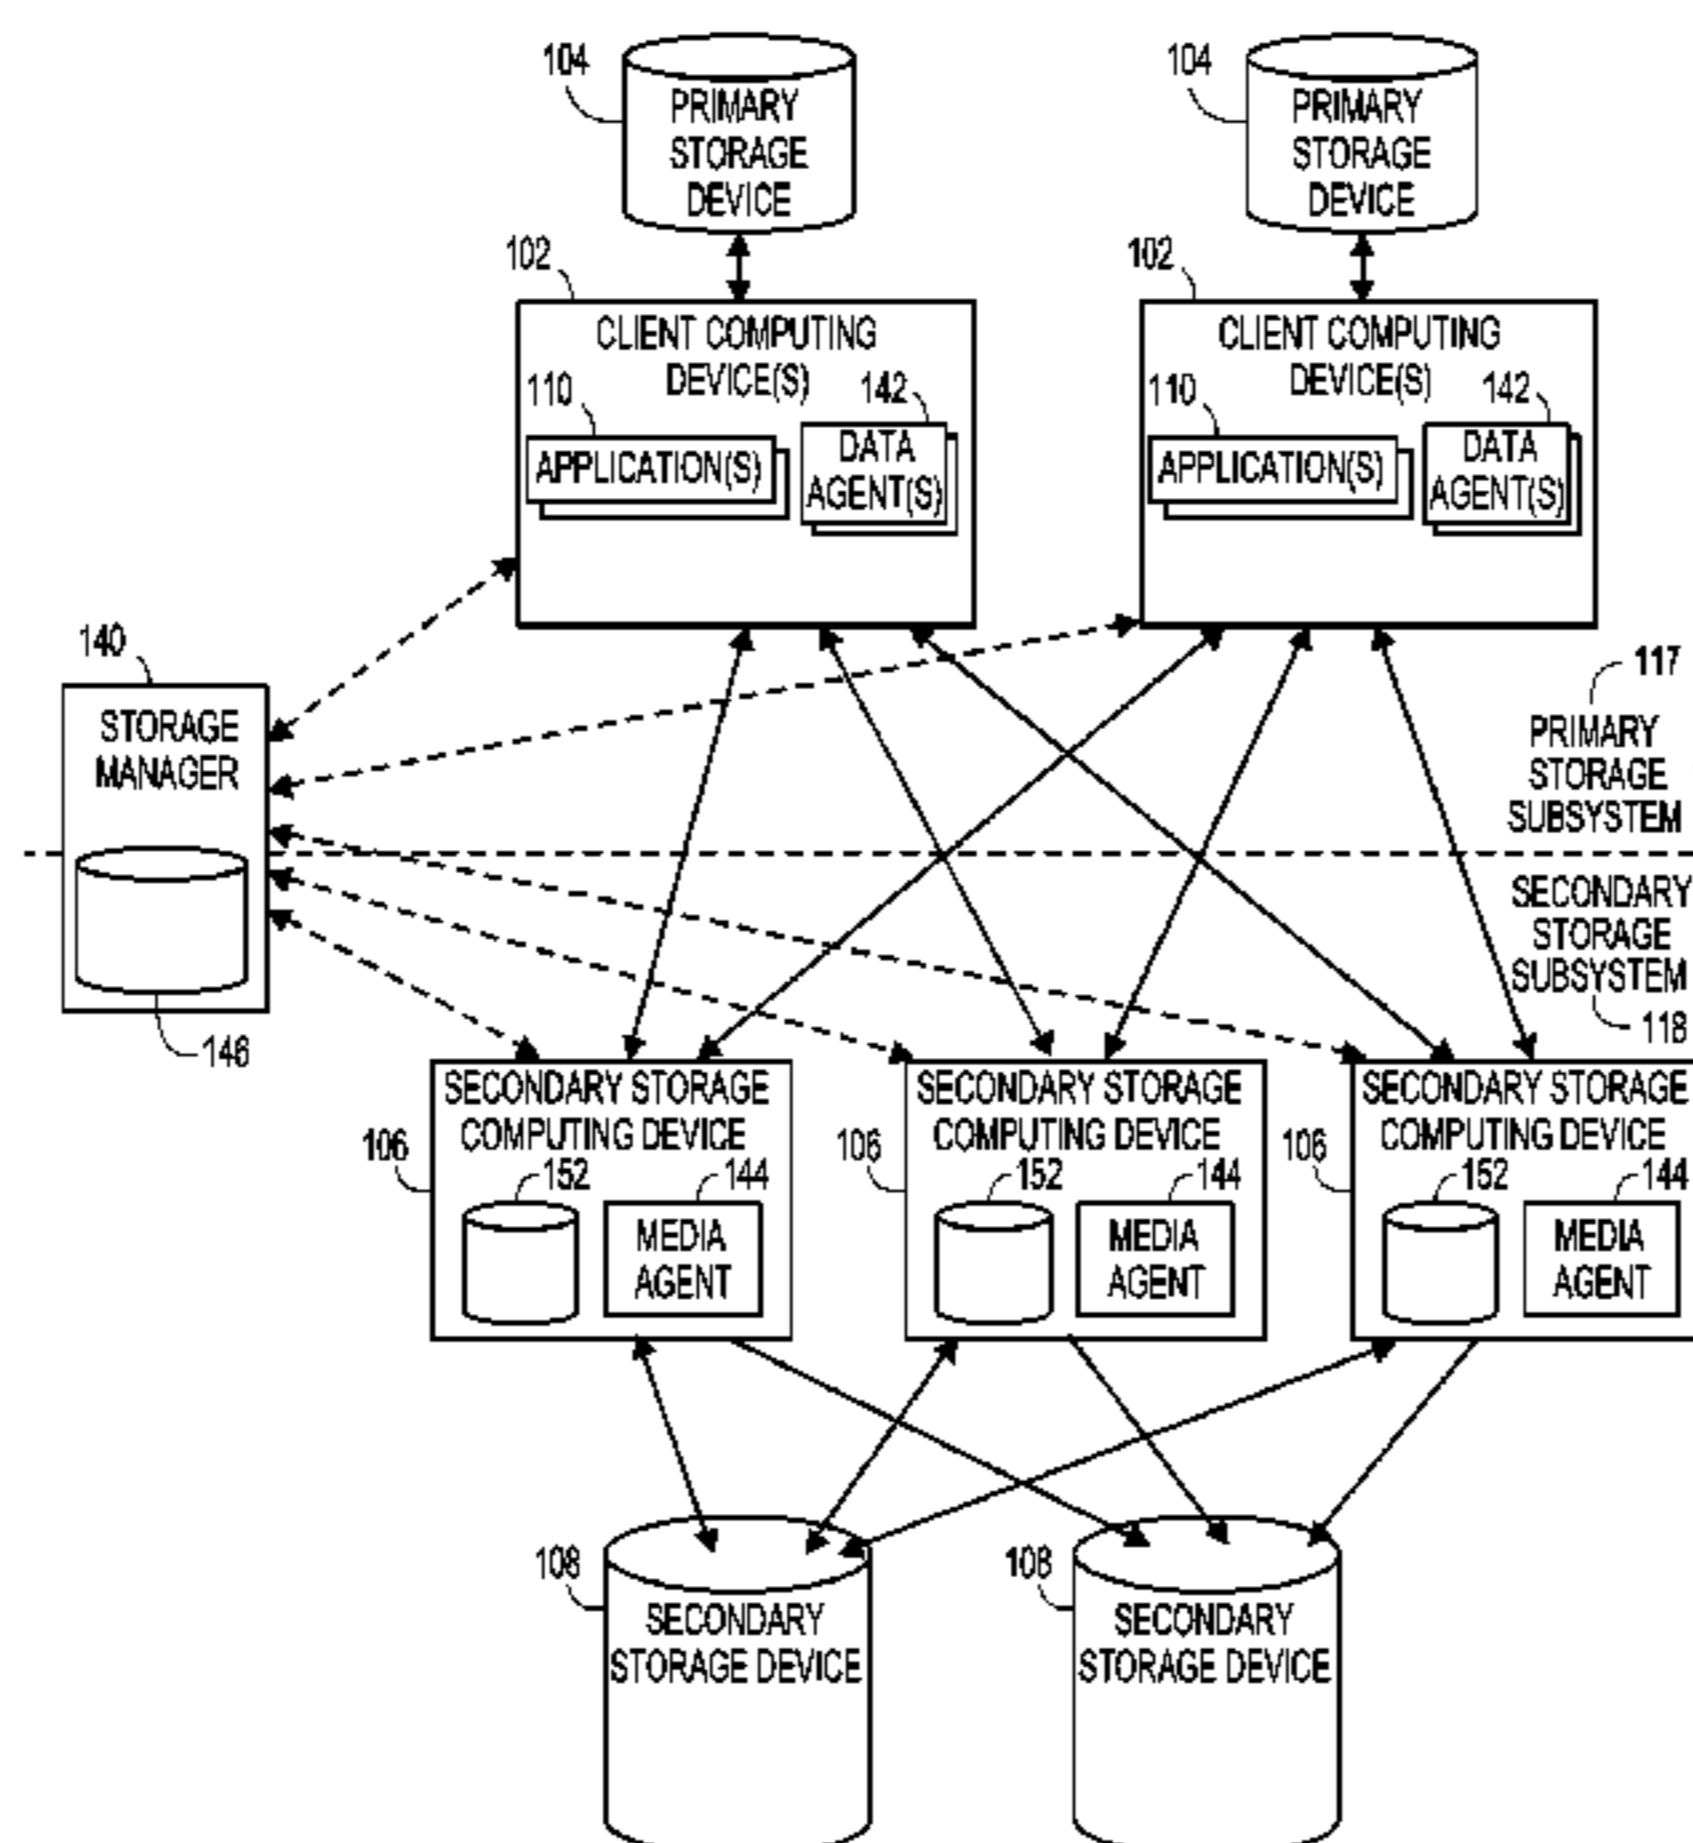 104
PRIMARY
STORAGE
DEVICE
104
PRIMARY
STORAGE
DEVICE
102
CLIENT COMPUTING
DEVICE(S)
110
142
APPLICATION(S)
DATA
AGENT(S)
102
CLIENT COMPUTING
DEVICE(S)
110
142
APPLICATION(S)
DATA
AGENT(S)
140
STORAGE
MANAGER
146
117
PRIMARY
STORAGE
SUBSYSTEM
SECONDARY
STORAGE
SUBSYSTEM
118
SECONDARY STORAGE
COMPUTING DEVICE
106
152
144
MEDIA
AGENT
SECONDARY STORAGE
COMPUTING DEVICE
106
152
144
MEDIA
AGENT
SECONDARY STORAGE
COMPUTING DEVICE
106
152
144
MEDIA
AGENT
108
SECONDARY
STORAGE DEVICE
108
SECONDARY
STORAGE DEVICE